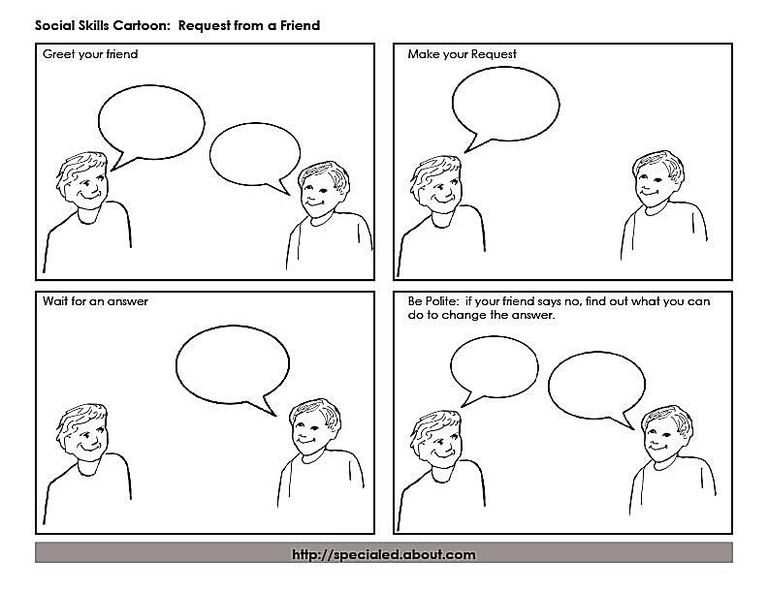 Social Skills Cartoon:  Request from a Friend
Greet your friend
Make your Request
Wait for an answer
Be Polite:  if your friend says no, find out what you can
do to change the answer.
http://specialed.about.com